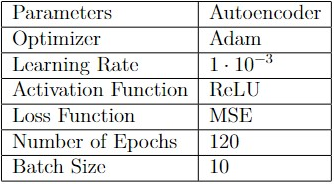 Parameters Autoencoder
Optimizer Adam
Learning Rate 1 · 10⁻³
Activation Function ReLU
Loss Function MSE
Number of Epochs 120
Batch Size 10